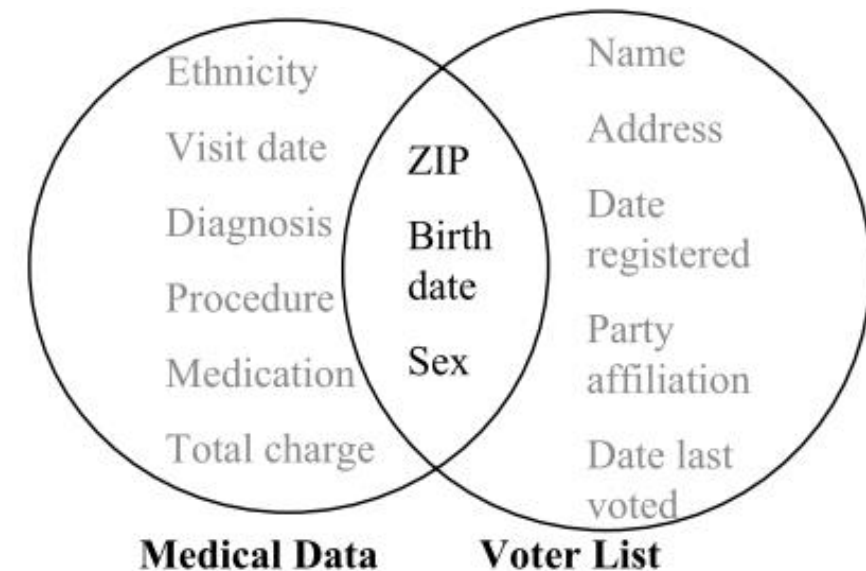 Ethnicity
Visit date
Diagnosis
Procedure
Medication
Total charge
ZIP
Birth
date
Sex
Name
Address
Date
registered
Party
affiliation
Date last
voted
Medical Data
Voter List